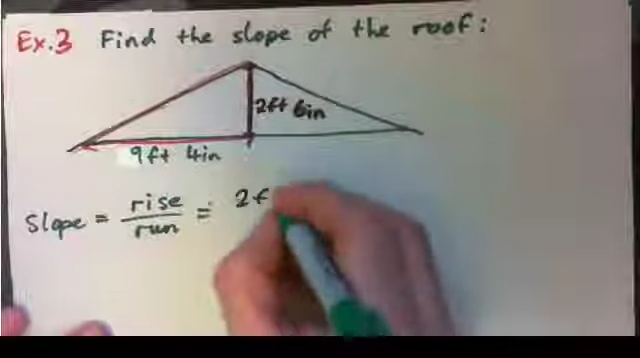 Ex.3 Find the slope of the roof:
2ft 6in
9ft 4in
Slope = rise/run = 2f